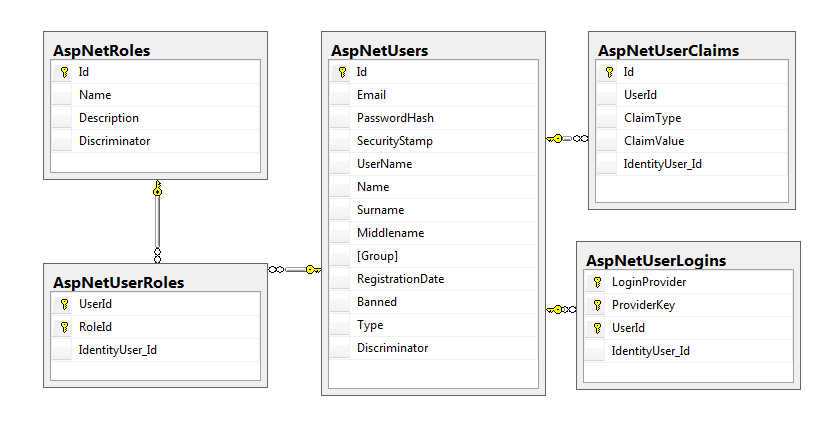 AspNetRoles
Id
Name
Description
Discriminator
AspNetUserRoles
UserId
RoleId
IdentityUser_Id
AspNetUsers
Id
Email
PasswordHash
SecurityStamp
UserName
Name
Surname
Middlename
[Group]
RegistrationDate
Banned
Type
Discriminator
AspNetUserClaims
Id
UserId
ClaimType
ClaimValue
IdentityUser_Id
AspNetUserLogins
LoginProvider
ProviderKey
UserId
IdentityUser_Id